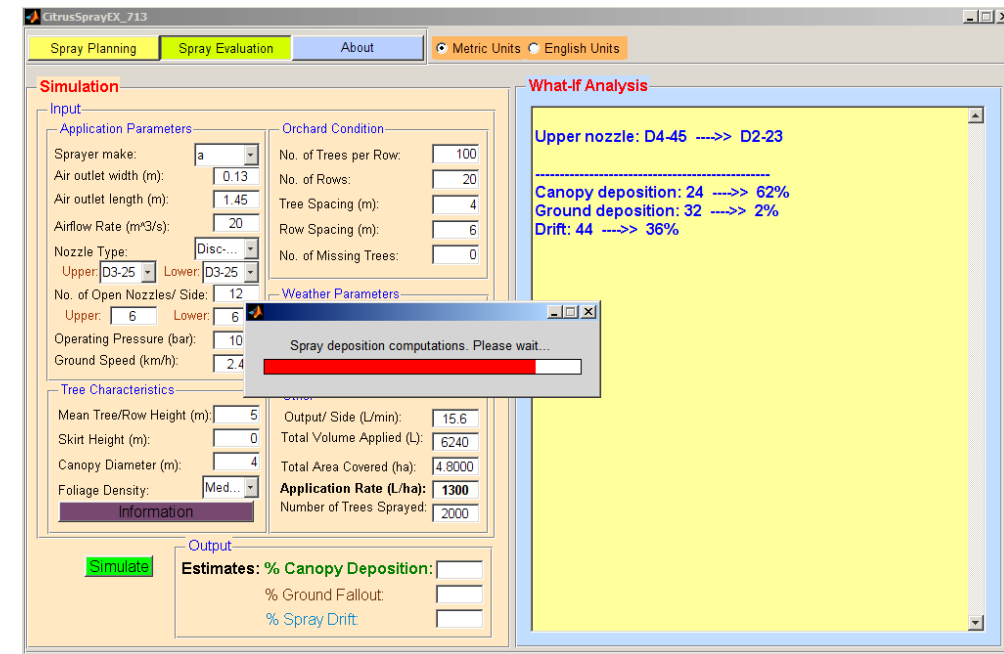 CitrusSprayEX_713
Spray Planning Spray Evaluation About Metric Units English Units
Simulation
Input
Application Parameters
Sprayer make: a
Air outlet width (m): 0.13
Air outlet length (m): 1.45
Airflow Rate (m^3/s): 20
Nozzle Type: Disc-...
Upper: D3-25 Lower: D3-25
No. of Open Nozzles/ Side: 12
Upper: 6 Lower: 6
Operating Pressure (bar): 10
Ground Speed (km/h): 2.4
Orchard Condition
No. of Trees per Row: 100
No. of Rows: 20
Tree Spacing (m): 4
Row Spacing (m): 6
No. of Missing Trees: 0
Weather Parameters
Spray deposition computations. Please wait...
Tree Characteristics
Mean Tree/Row Height (m): 5
Skirt Height (m): 0
Canopy Diameter (m): 4
Foliage Density: Med...
Information
Output/ Side (L/min): 15.6
Total Volume Applied (L): 6240
Total Area Covered (ha): 4.8000
Application Rate (L/ha): 1300
Number of Trees Sprayed: 2000
Simulate
Output
Estimates: % Canopy Deposition:
% Ground Fallout:
% Spray Drift:
What-If Analysis
Upper nozzle: D4-45 ---->> D2-23
------------------------------------------------
Canopy deposition: 24 ---->> 62%
Ground deposition: 32 ---->> 2%
Drift: 44 ---->> 36%